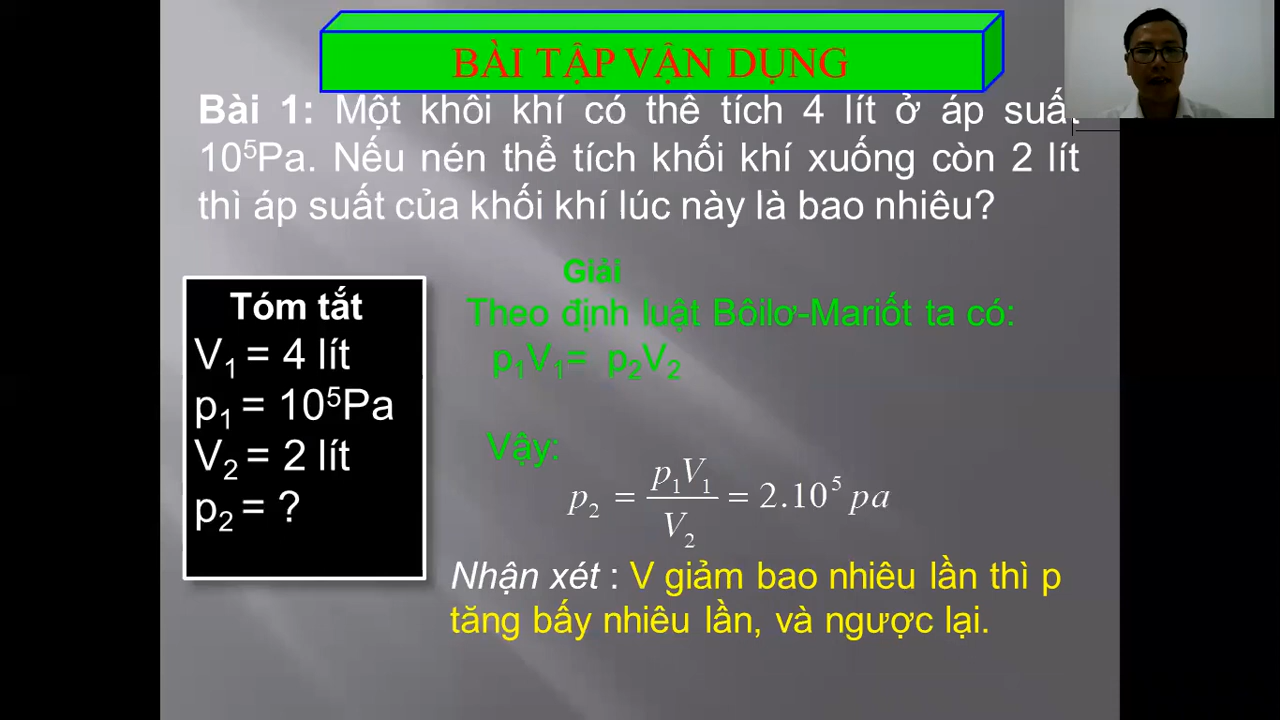 BÀI TẬP VẬN DỤNG
Bài 1: Một khối khí có thể tích 4 lít ở áp suất
10⁵Pa. Nếu nén thể tích khối khí xuống còn 2 lít
thì áp suất của khối khí lúc này là bao nhiêu?
Giải
Tóm tắt
V₁ = 4 lít
p₁ = 10⁵Pa
V₂ = 2 lít
p₂ = ?
Theo định luật Bôilơ-Mariốt ta có:
p₁V₁= p₂V₂
Vậy:
p₂ = p₁V₁ / V₂ = 2.10⁵ pa
Nhận xét : V giảm bao nhiêu lần thì p
tăng bấy nhiêu lần, và ngược lại.